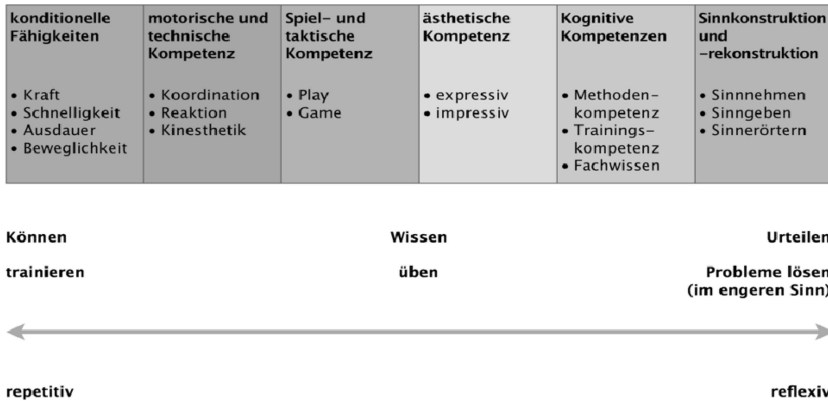 konditionelle
Fähigkeiten
• Kraft
• Schnelligkeit
• Ausdauer
• Beweglichkeit
motorische und
technische
Kompetenz
• Koordination
• Reaktion
• Kinesthetik
Spiel- und
taktische
Kompetenz
• Play
• Game
ästhetische
Kompetenz
• expressiv
• impressiv
Kognitive
Kompetenzen
• Methoden-
kompetenz
• Trainings-
kompetenz
• Fachwissen
Sinnkonstruktion
und
-rekonstruktion
• Sinnnehmen
• Sinngeben
• Sinnerörtern
Können Wissen Urteilen
trainieren üben Probleme lösen
(im engeren Sinn)
repetitiv reflexiv